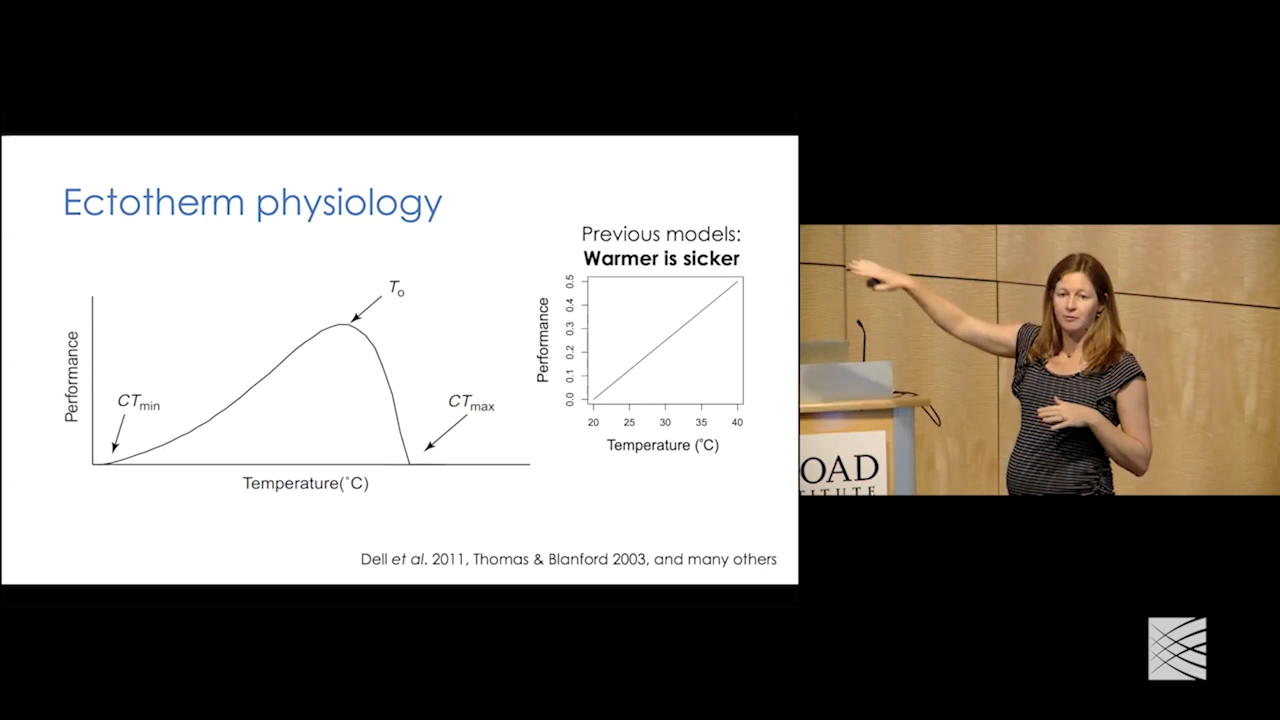 Ectotherm physiology
Performance
CTmin
To
CTmax
Temperature(˚C)
Previous models:
Warmer is sicker
Performance
0.0 0.1 0.2 0.3 0.4 0.5
20 25 30 35 40
Temperature (˚C)
Dell et al. 2011, Thomas & Blanford 2003, and many others
OAD
TITUTE